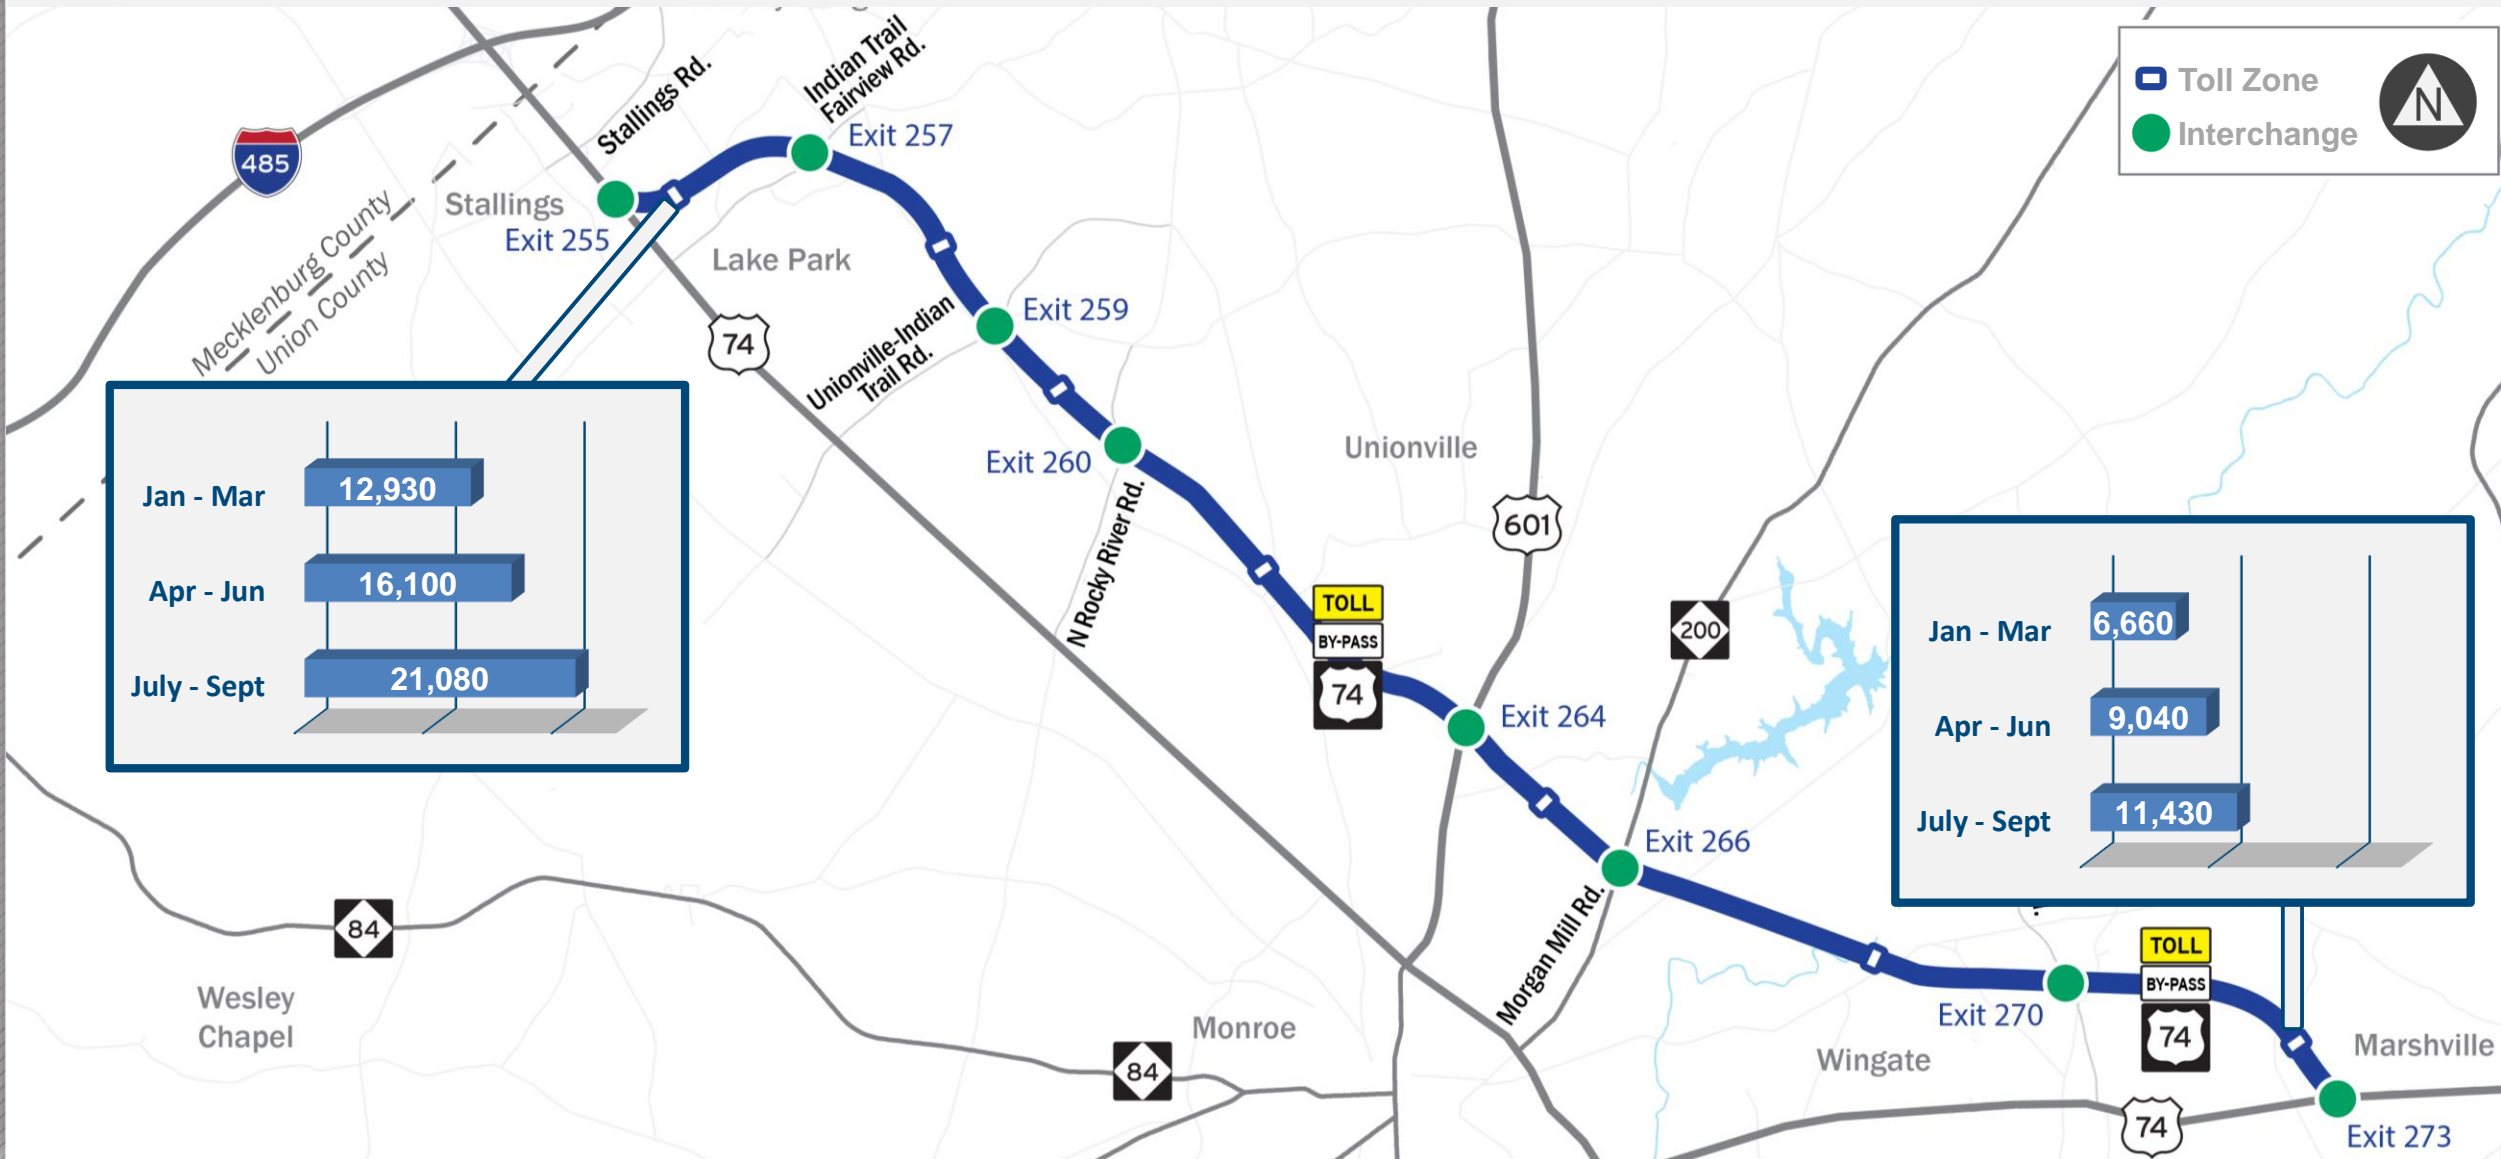 Indian Trail
Fairview Rd.
Stallings Rd.
Toll Zone
N
Interchange
Exit 257
485
Stallings
Exit 255
Lake Park
Mecklenburg County
Union County
Exit 259
74
Unionville-Indian
Trail Rd.
Unionville
Exit 260
Jan - Mar
12,930
Apr - Jun
16,100
July - Sept
21,080
N Rocky River Rd.
601
TOLL
BY-PASS
74
200
Jan - Mar
6,660
Apr - Jun
9,040
July - Sept
11,430
Exit 264
Exit 266
Morgan Mill Rd.
84
Wesley
Chapel
Monroe
84
Exit 270
TOLL
BY-PASS
74
Wingate
Marshville
74
Exit 273